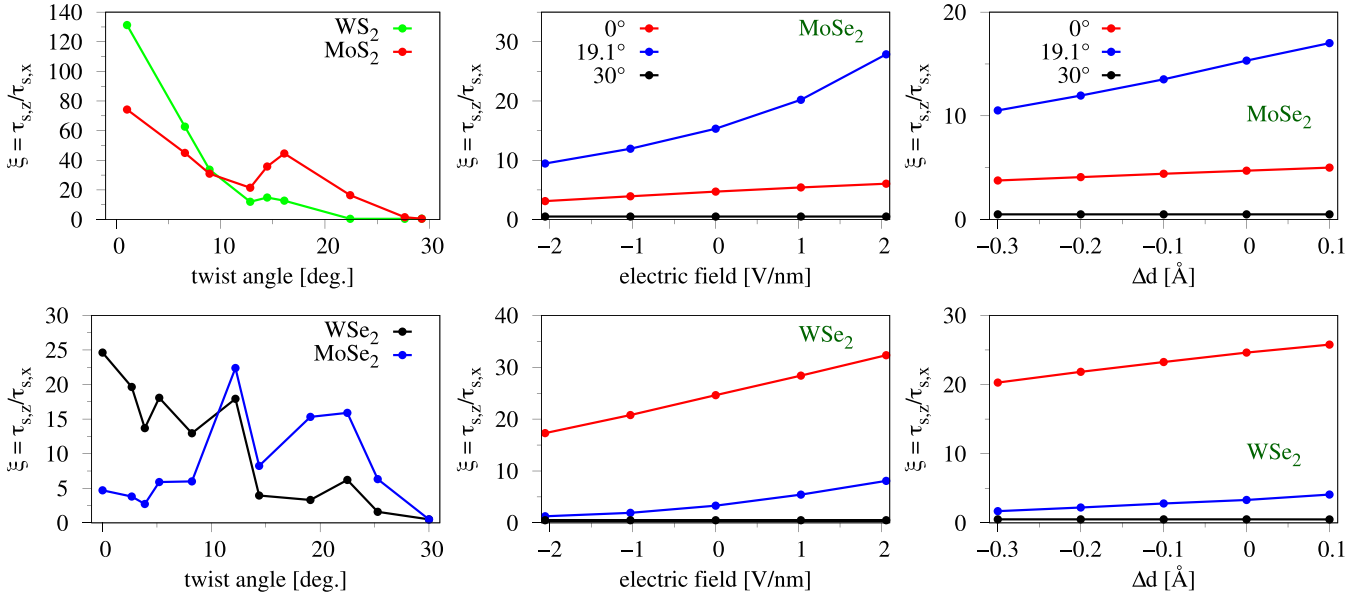 140
120
100
80
60
40
20
0
ξ = τs,z/τs,x
WS2
MoS2
0 10 20 30
twist angle [deg.]
30
20
10
0
ξ = τs,z/τs,x
0°
19.1°
30°
MoSe2
−2 −1 0 1 2
electric field [V/nm]
20
10
0
ξ = τs,z/τs,x
0°
19.1°
30°
MoSe2
−0.3 −0.2 −0.1 0 0.1
Δd [Å]
30
25
20
15
10
5
0
ξ = τs,z/τs,x
WSe2
MoSe2
0 10 20 30
twist angle [deg.]
40
30
20
10
0
ξ = τs,z/τs,x
WSe2
−2 −1 0 1 2
electric field [V/nm]
30
20
10
0
ξ = τs,z/τs,x
WSe2
−0.3 −0.2 −0.1 0 0.1
Δd [Å]